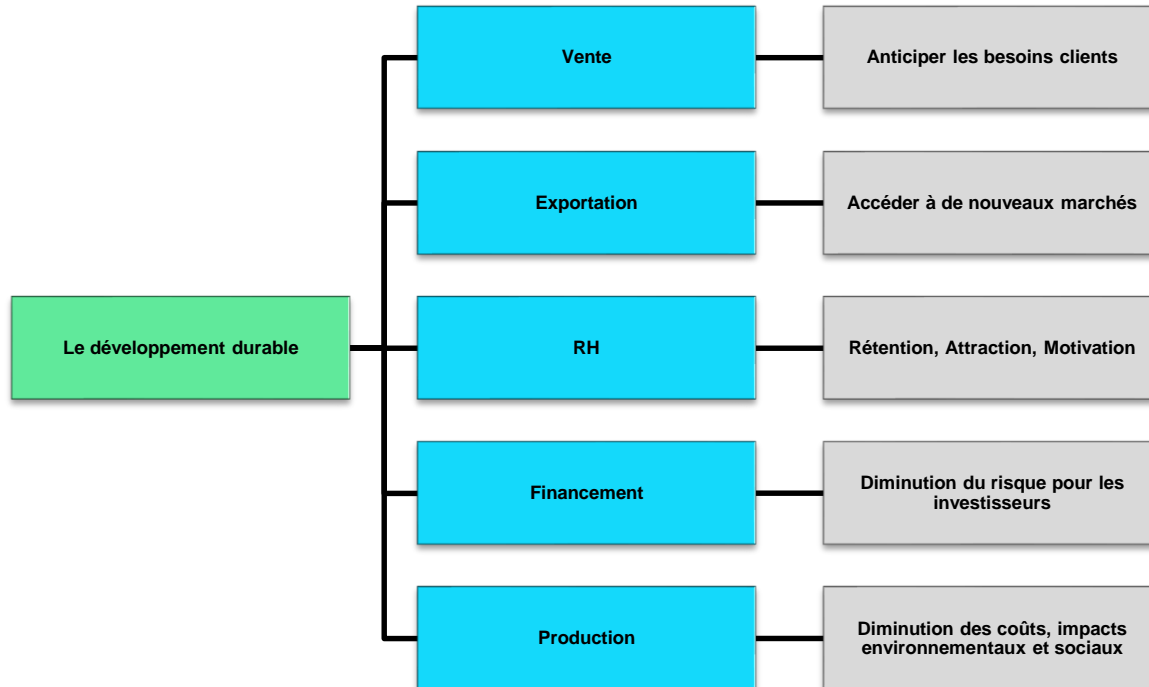 Vente
Anticiper les besoins clients
Exportation
Accéder à de nouveaux marchés
Le développement durable
RH
Rétention, Attraction, Motivation
Financement
Diminution du risque pour les
investisseurs
Production
Diminution des coûts, impacts
environnementaux et sociaux